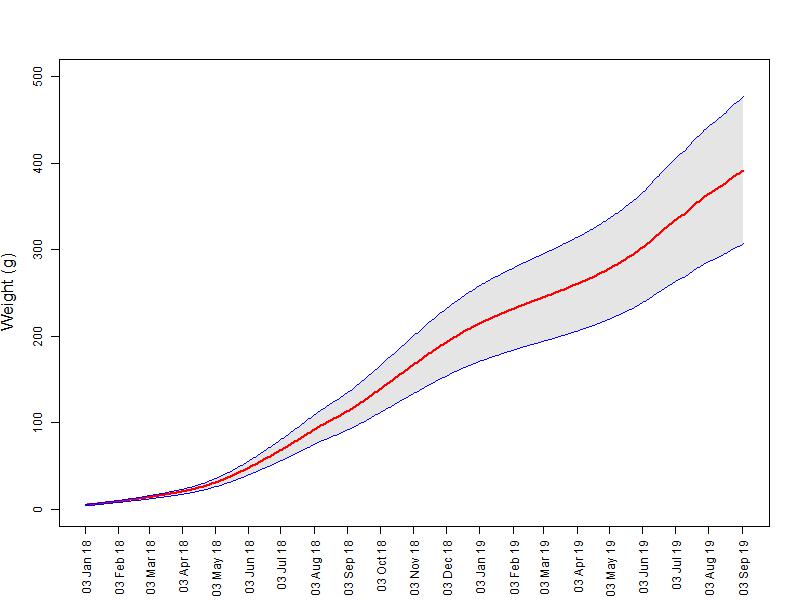 500
400
300
200
100
0
Weight (g)
03 Jan 18
03 Feb 18
03 Mar 18
03 Apr 18
03 May 18
03 Jun 18
03 Jul 18
03 Aug 18
03 Sep 18
03 Oct 18
03 Nov 18
03 Dec 18
03 Jan 19
03 Feb 19
03 Mar 19
03 Apr 19
03 May 19
03 Jun 19
03 Jul 19
03 Aug 19
03 Sep 19